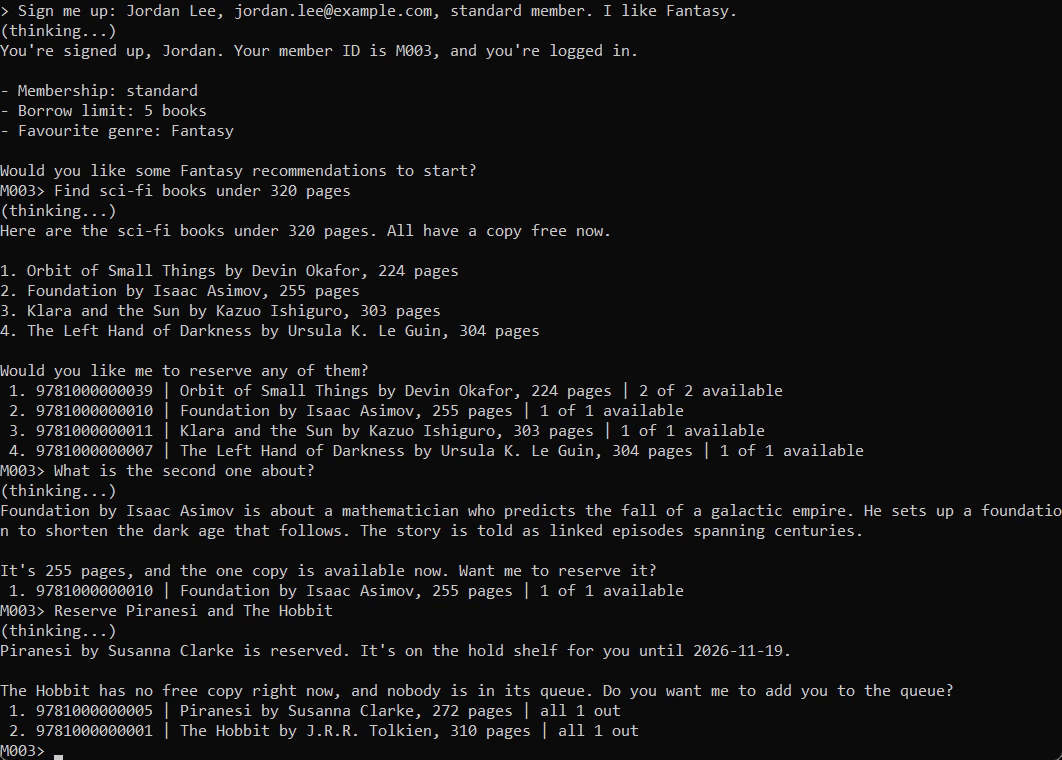 > Sign me up: Jordan Lee, jordan.lee@example.com, standard member. I like Fantasy.
(thinking...)
You're signed up, Jordan. Your member ID is M003, and you're logged in.
- Membership: standard
- Borrow limit: 5 books
- Favourite genre: Fantasy
Would you like some Fantasy recommendations to start?
M003> Find sci-fi books under 320 pages
(thinking...)
Here are the sci-fi books under 320 pages. All have a copy free now.
1. Orbit of Small Things by Devin Okafor, 224 pages
2. Foundation by Isaac Asimov, 255 pages
3. Klara and the Sun by Kazuo Ishiguro, 303 pages
4. The Left Hand of Darkness by Ursula K. Le Guin, 304 pages
Would you like me to reserve any of them?
1. 9781000000039 | Orbit of Small Things by Devin Okafor, 224 pages | 2 of 2 available
2. 9781000000010 | Foundation by Isaac Asimov, 255 pages | 1 of 1 available
3. 9781000000011 | Klara and the Sun by Kazuo Ishiguro, 303 pages | 1 of 1 available
4. 9781000000007 | The Left Hand of Darkness by Ursula K. Le Guin, 304 pages | 1 of 1 available
M003> What is the second one about?
(thinking...)
Foundation by Isaac Asimov is about a mathematician who predicts the fall of a galactic empire. He sets up a foundatio
n to shorten the dark age that follows. The story is told as linked episodes spanning centuries.
It's 255 pages, and the one copy is available now. Want me to reserve it?
1. 9781000000010 | Foundation by Isaac Asimov, 255 pages | 1 of 1 available
M003> Reserve Piranesi and The Hobbit
(thinking...)
Piranesi by Susanna Clarke is reserved. It's on the hold shelf for you until 2026-11-19.
The Hobbit has no free copy right now, and nobody is in its queue. Do you want me to add you to the queue?
1. 9781000000005 | Piranesi by Susanna Clarke, 272 pages | all 1 out
2. 9781000000001 | The Hobbit by J.R.R. Tolkien, 310 pages | all 1 out
M003>